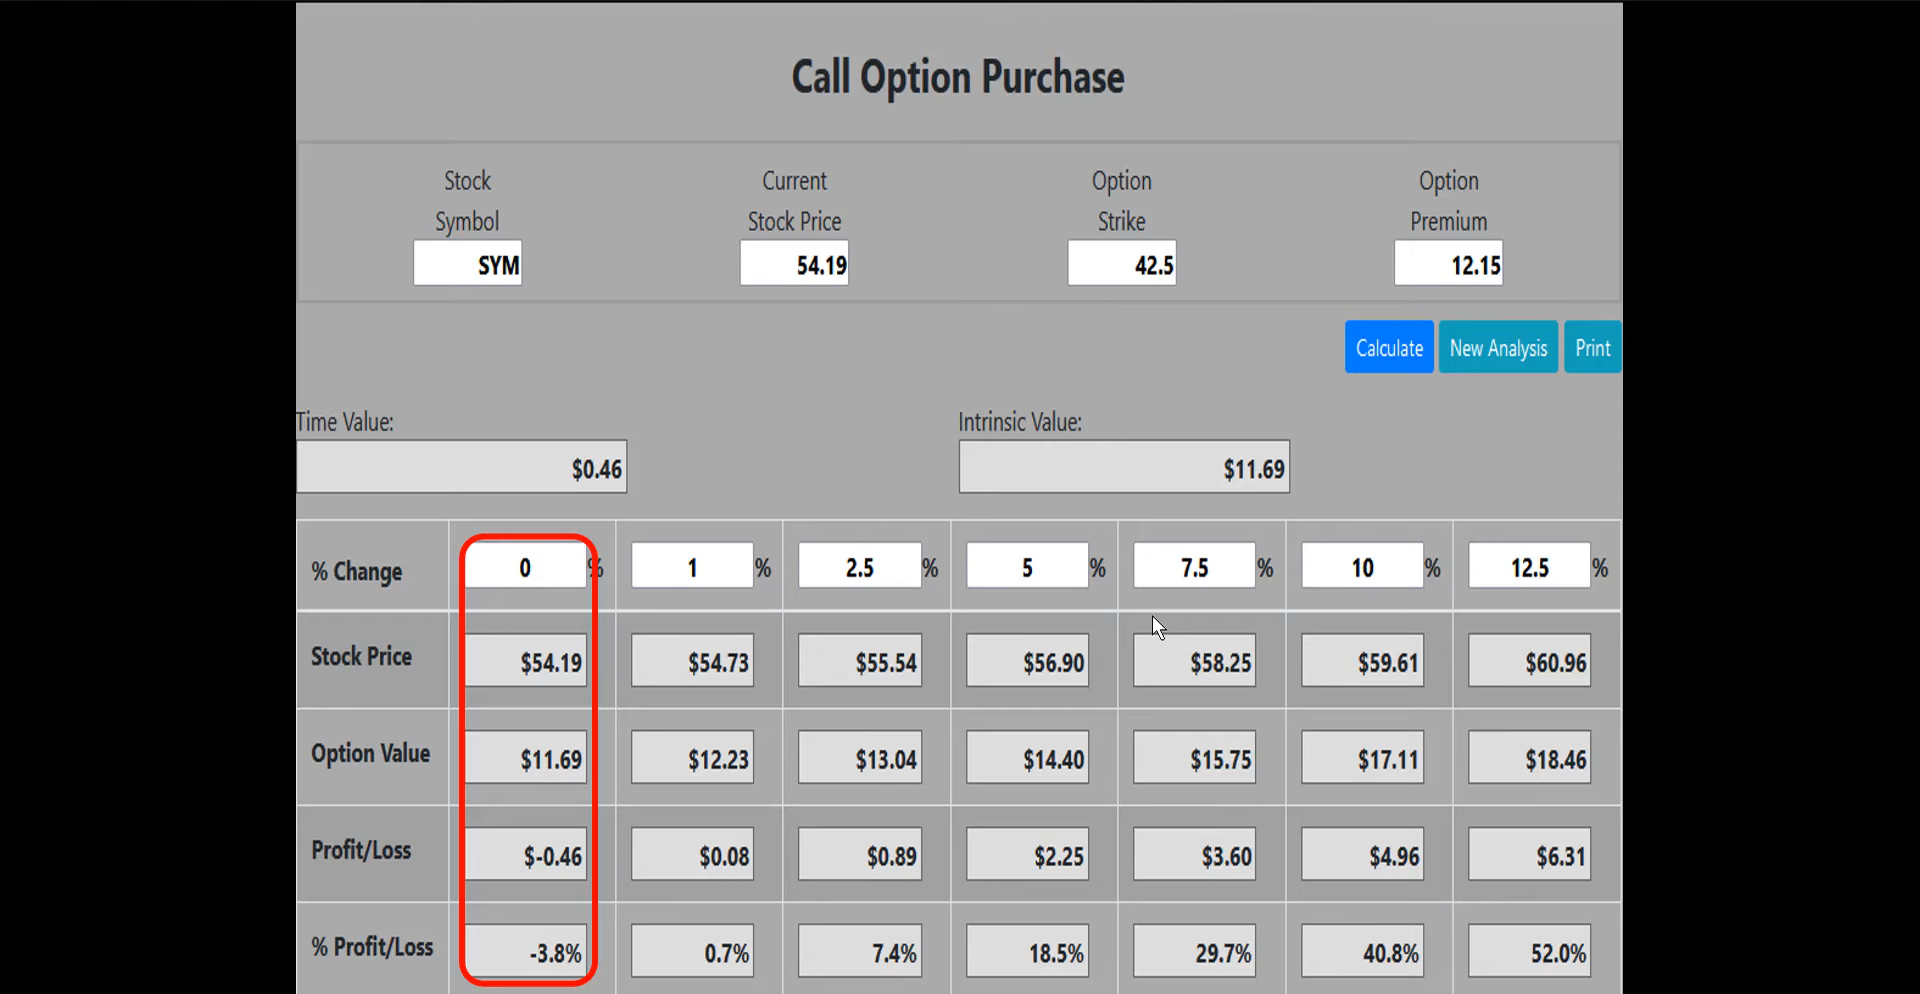 Call Option Purchase
Stock Current Option Option
Symbol Stock Price Strike Premium
SYM 54.19 42.5 12.15
Calculate New Analysis Print
Time Value: Intrinsic Value:
$0.46 $11.69
% Change 0 % 1 % 2.5 % 5 % 7.5 % 10 % 12.5 %
Stock Price $54.19 $54.73 $55.54 $56.90 $58.25 $59.61 $60.96
Option Value $11.69 $12.23 $13.04 $14.40 $15.75 $17.11 $18.46
Profit/Loss $-0.46 $0.08 $0.89 $2.25 $3.60 $4.96 $6.31
% Profit/Loss -3.8% 0.7% 7.4% 18.5% 29.7% 40.8% 52.0%